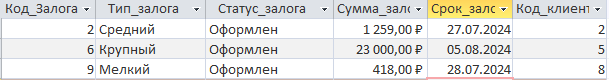 Код_Залога Тип_залога Статус_залога Сумма_зало Срок_зало Код_клиент
2 Средний Оформлен 1 259,00 ₽ 27.07.2024 2
6 Крупный Оформлен 23 000,00 ₽ 05.08.2024 5
9 Мелкий Оформлен 418,00 ₽ 28.07.2024 8